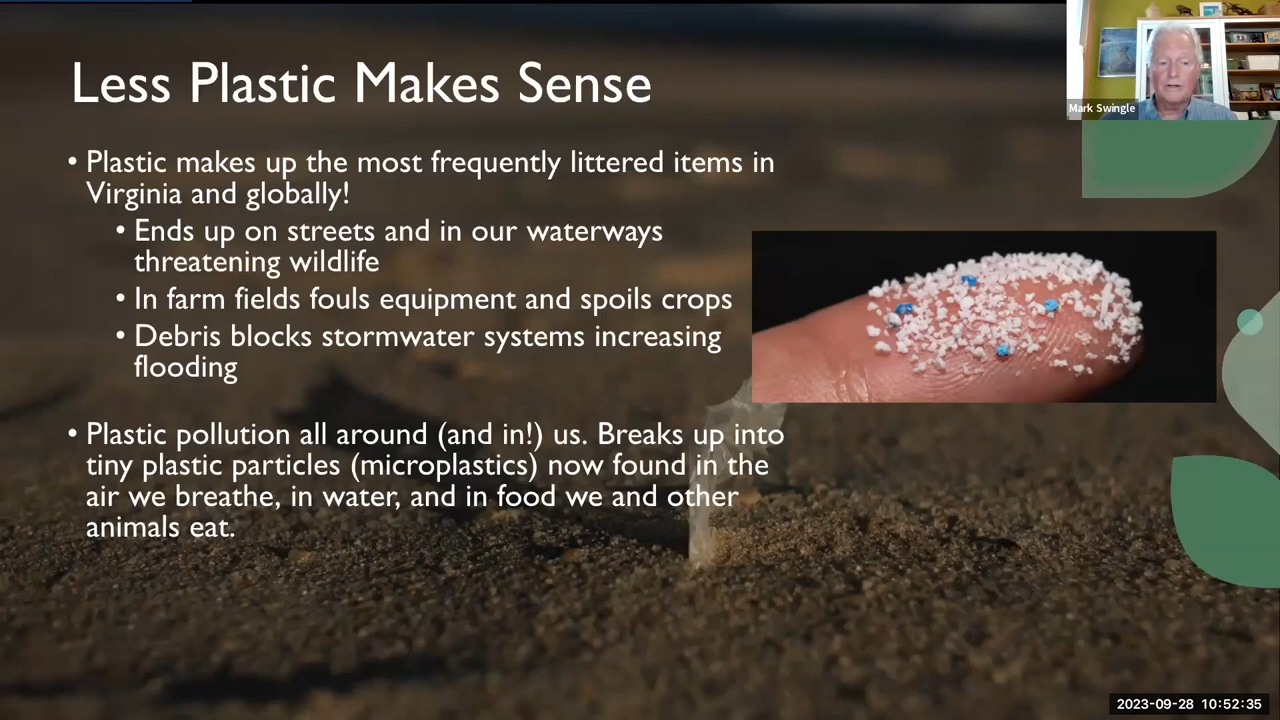 Less Plastic Makes Sense
• Plastic makes up the most frequently littered items in
Virginia and globally!
• Ends up on streets and in our waterways
threatening wildlife
• In farm fields fouls equipment and spoils crops
• Debris blocks stormwater systems increasing
flooding
• Plastic pollution all around (and in!) us. Breaks up into
tiny plastic particles (microplastics) now found in the
air we breathe, in water, and in food we and other
animals eat.
Mark Swingle
2023-09-28 10:52:35